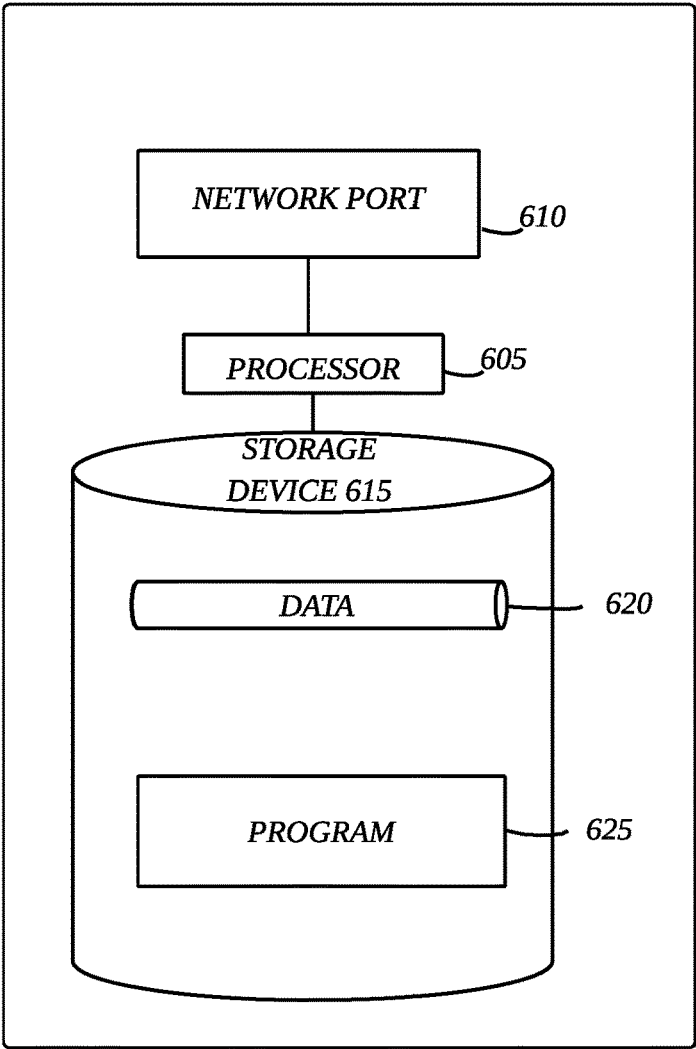 NETWORK PORT
610
PROCESSOR
605
STORAGE
DEVICE 615
DATA
620
PROGRAM
625